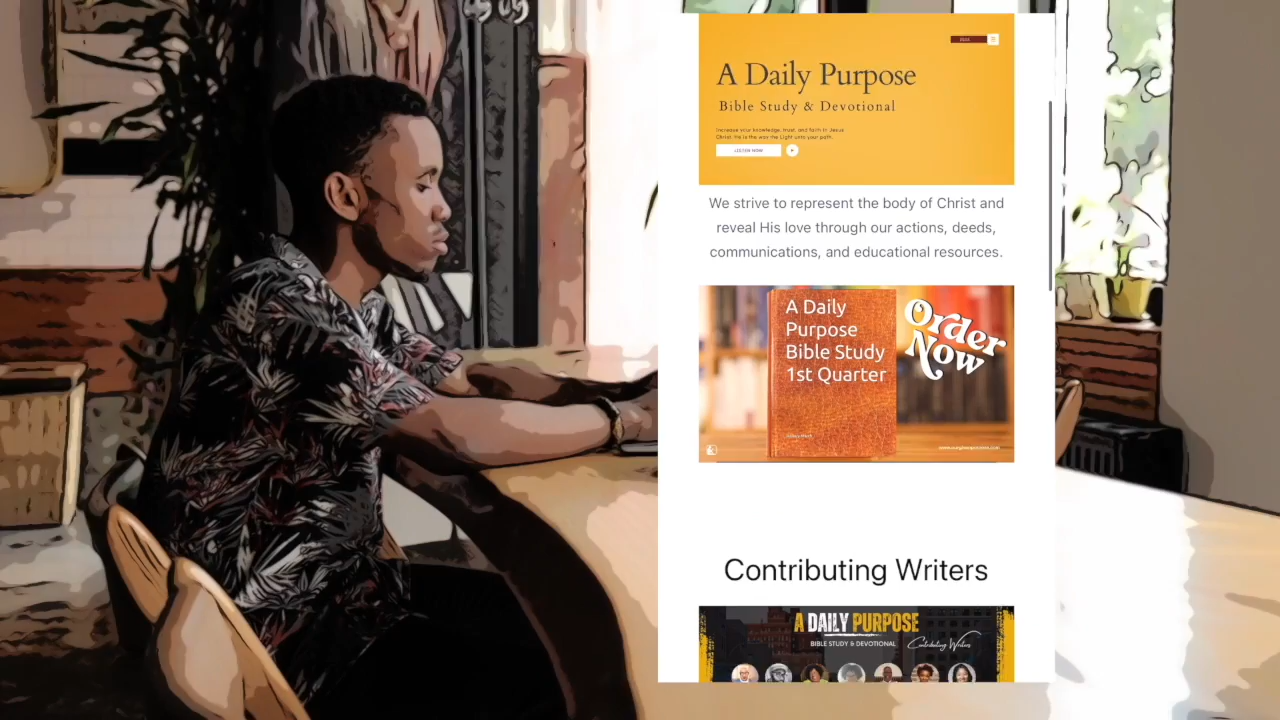 A Daily Purpose
Bible Study & Devotional
Increase your knowledge, trust, and faith in Jesus
Christ. He is the way the Light unto your path.
LISTEN NOW
We strive to represent the body of Christ and
reveal His love through our actions, deeds,
communications, and educational resources.
A Daily
Purpose
Bible Study
1st Quarter
Order
Now
Contributing Writers
A DAILY PURPOSE
BIBLE STUDY & DEVOTIONAL
Contributing Writers